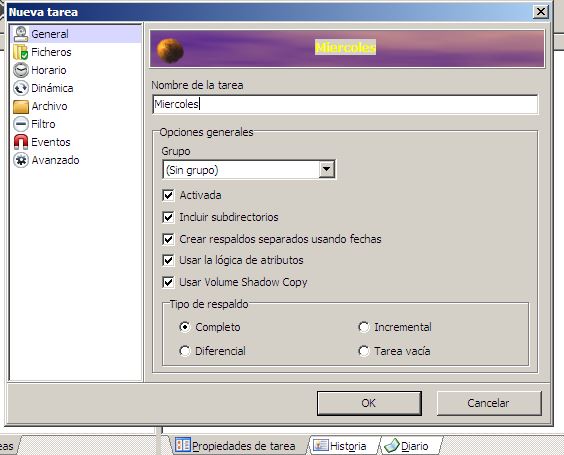 Nueva tarea
General
Ficheros
Horario
Dinámica
Archivo
Filtro
Eventos
Avanzado
Miercoles
Nombre de la tarea
Miercoles
Opciones generales
Grupo
(Sin grupo)
Activada
Incluir subdirectorios
Crear respaldos separados usando fechas
Usar la lógica de atributos
Usar Volume Shadow Copy
Tipo de respaldo
Completo
Incremental
Diferencial
Tarea vacía
OK
Cancelar
eas
Propiedades de tarea
Historia
Diario